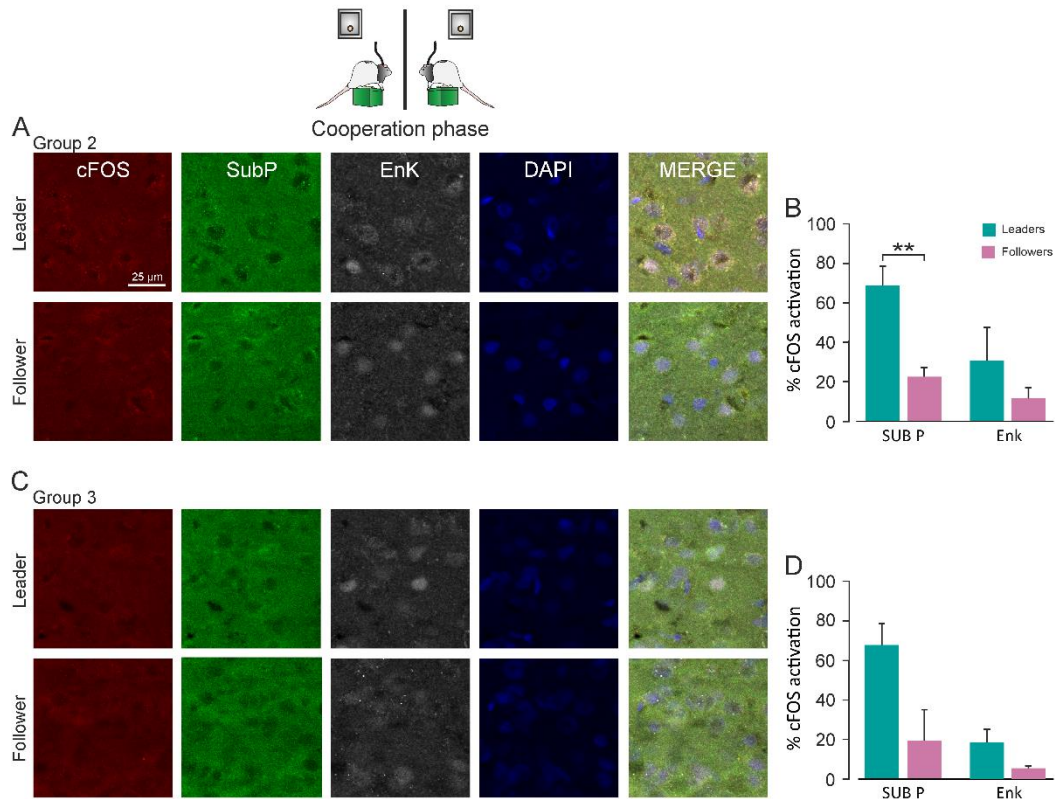 Cooperation phase
A
Group 2
cFOS
SubP
EnK
DAPI
MERGE
Leader
25 µm
Follower
B
% cFOS activation
100
80
60
40
20
0
**
Leaders
Followers
SUB P
Enk
C
Group 3
Leader
Follower
D
% cFOS activation
100
80
60
40
20
0
SUB P
Enk